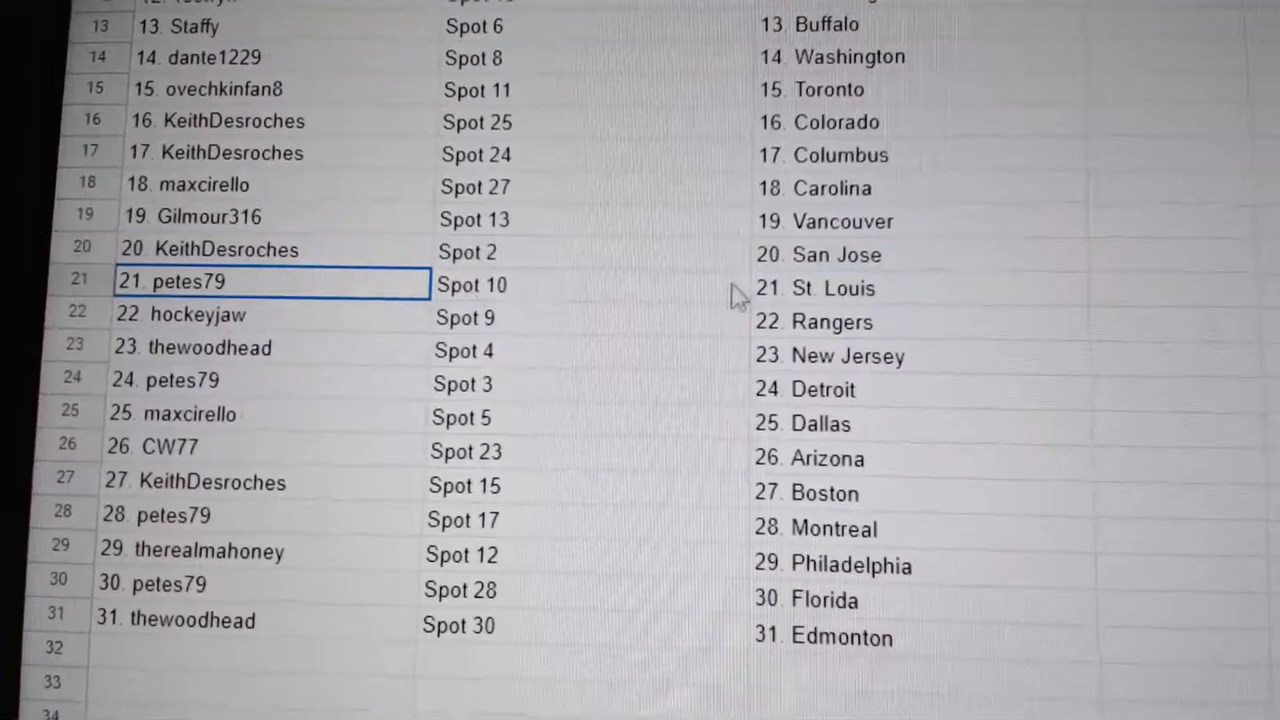 13 13. Staffy Spot 6 13. Buffalo
14 14. dante1229 Spot 8 14. Washington
15 15. ovechkinfan8 Spot 11 15. Toronto
16 16. KeithDesroches Spot 25 16. Colorado
17 17. KeithDesroches Spot 24 17. Columbus
18 18. maxcirello Spot 27 18. Carolina
19 19. Gilmour316 Spot 13 19. Vancouver
20 20. KeithDesroches Spot 2 20. San Jose
21 21. petes79 Spot 10 21. St. Louis
22 22. hockeyjaw Spot 9 22. Rangers
23 23. thewoodhead Spot 4 23. New Jersey
24 24. petes79 Spot 3 24. Detroit
25 25. maxcirello Spot 5 25. Dallas
26 26. CW77 Spot 23 26. Arizona
27 27. KeithDesroches Spot 15 27. Boston
28 28. petes79 Spot 17 28. Montreal
29 29. therealmahoney Spot 12 29. Philadelphia
30 30. petes79 Spot 28 30. Florida
31 31. thewoodhead Spot 30 31. Edmonton
32
33
34